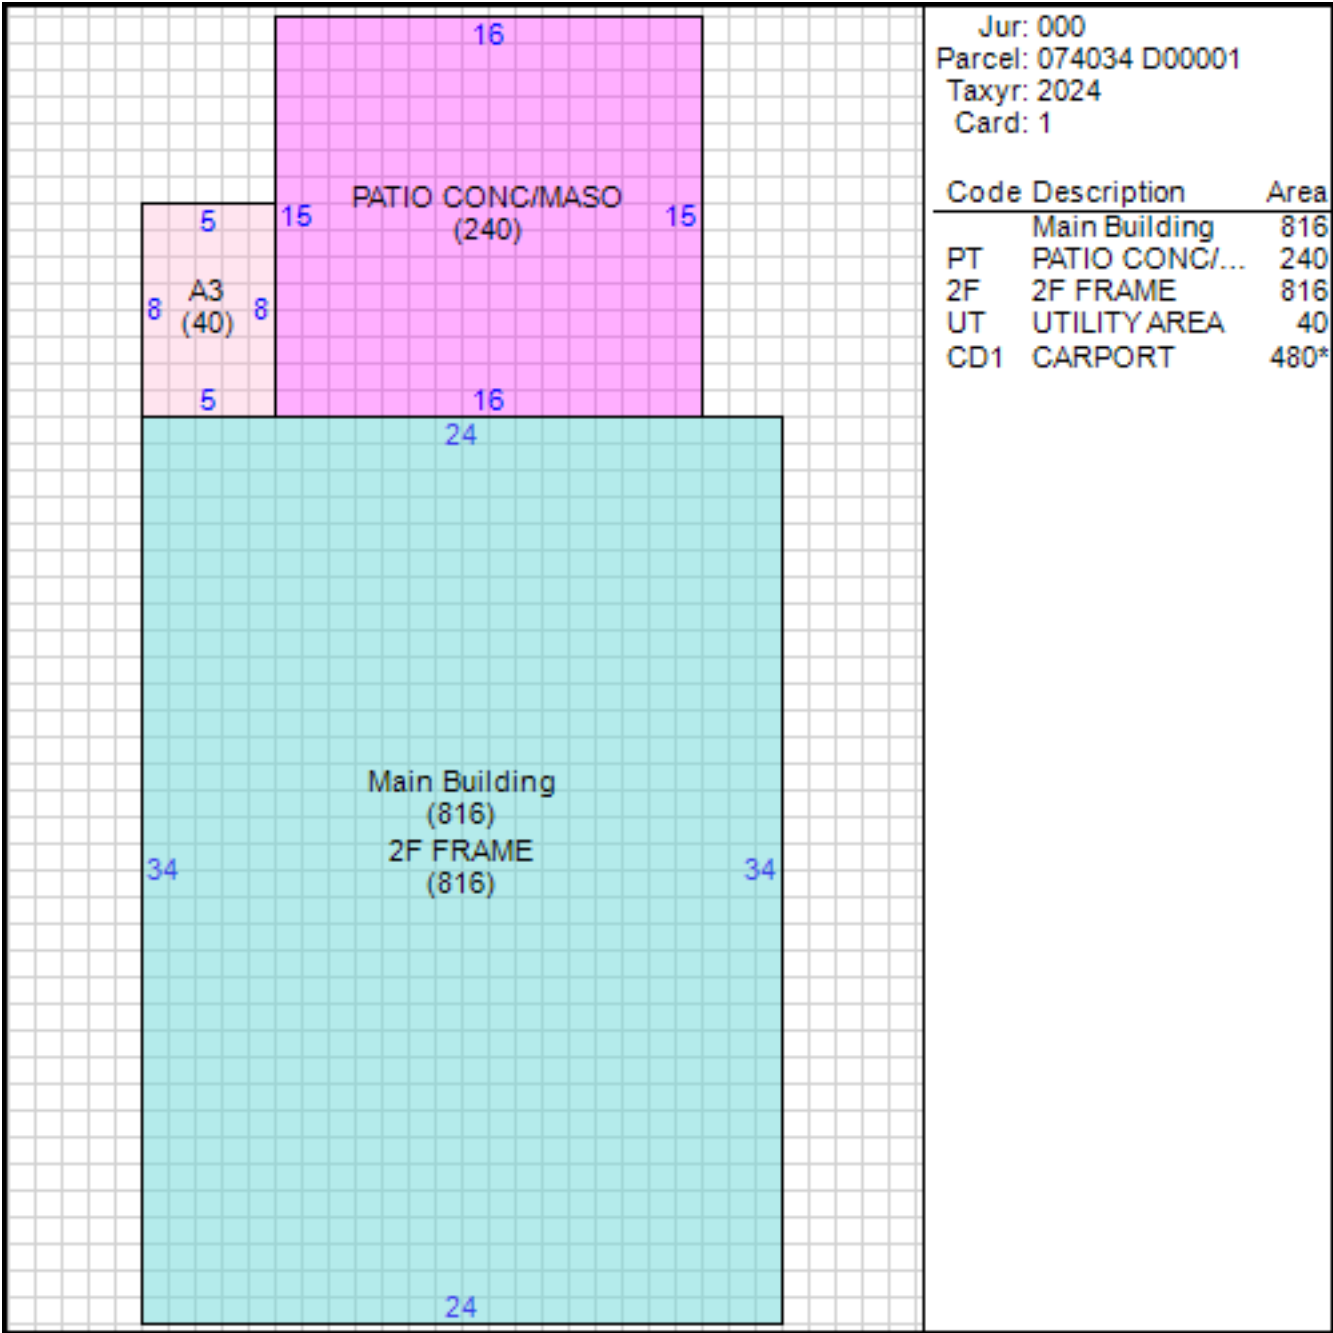 16
PATIO CONC/MASO
(240)
15
15
16
5
A3
(40)
8
8
5
24
Main Building
(816)
2F FRAME
(816)
34
34
24
Jur: 000
Parcel: 074034 D00001
Taxyr: 2024
Card: 1
Code Description Area
Main Building 816
PT PATIO CONC/... 240
2F 2F FRAME 816
UT UTILITY AREA 40
CD1 CARPORT 480*